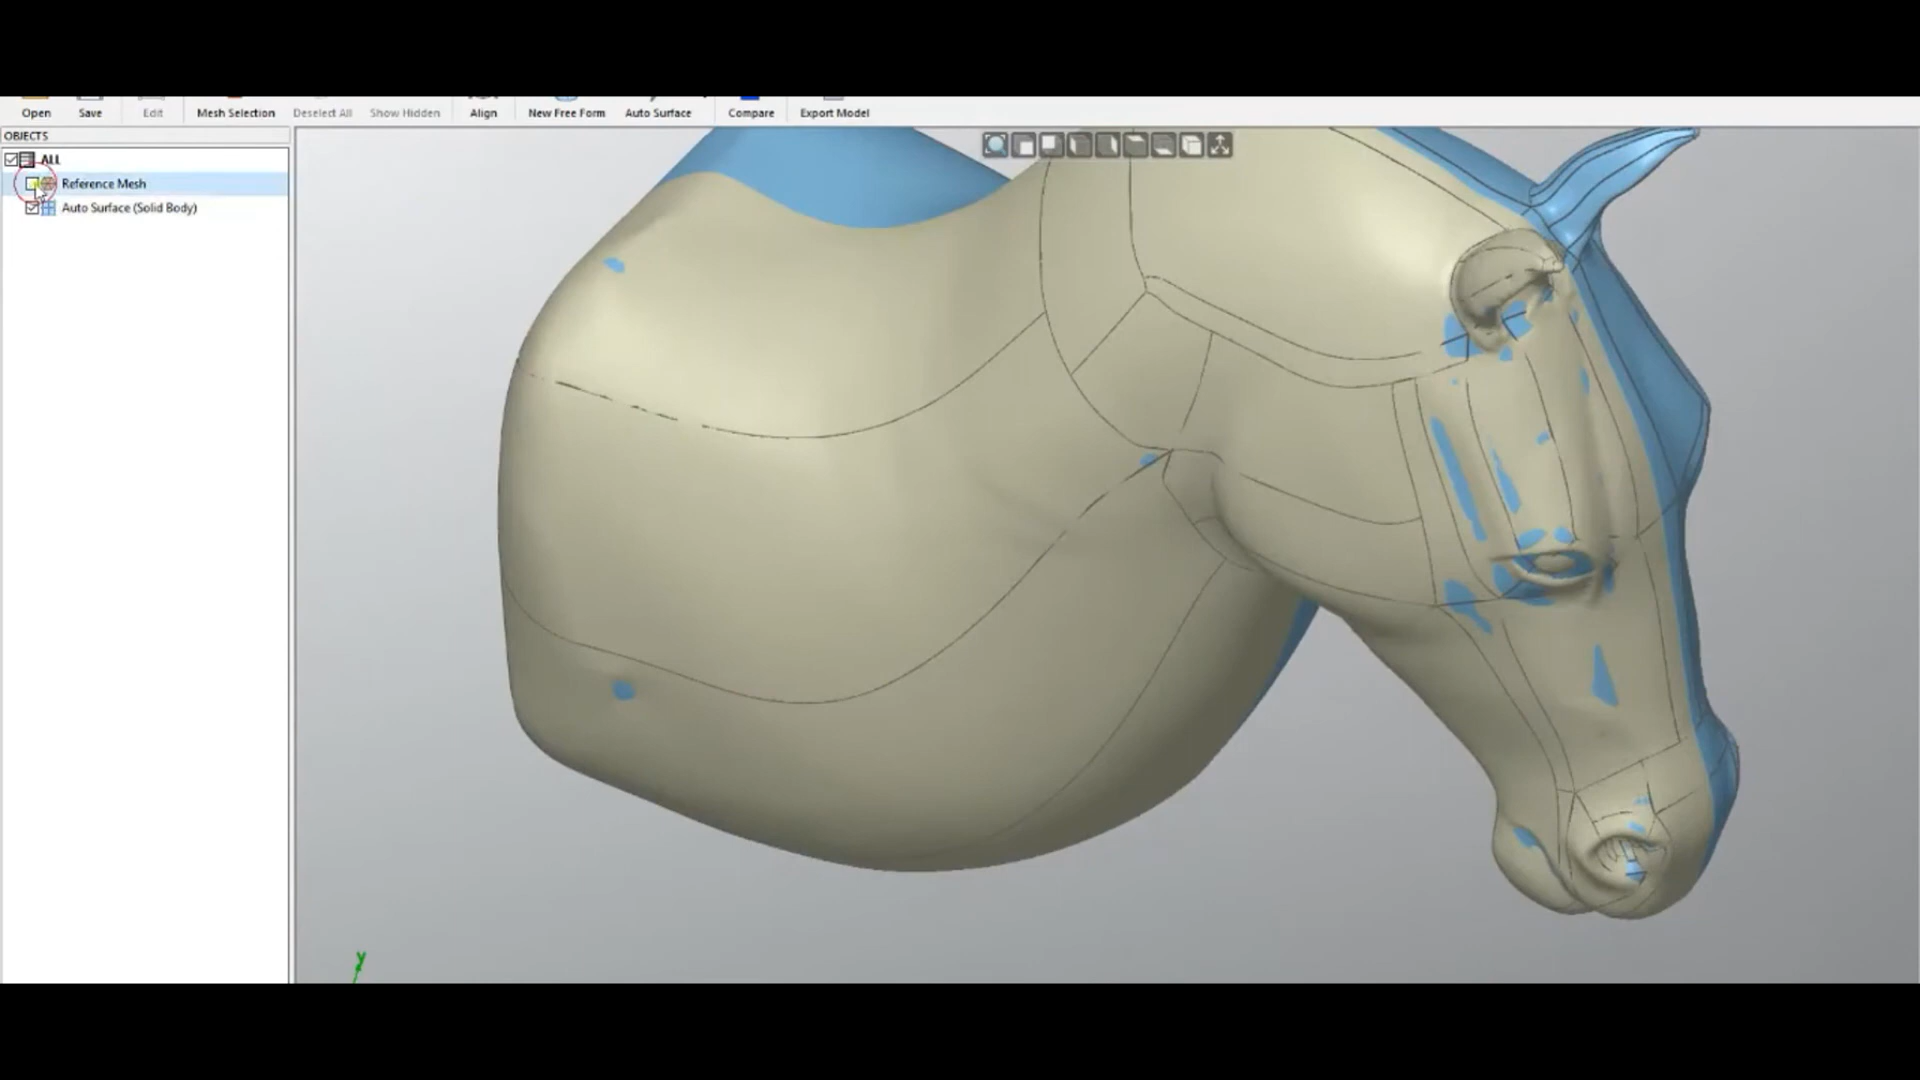 Open Save Edit Mesh Selection Deselect All Show Hidden Align New Free Form Auto Surface Compare Export Model
OBJECTS
ALL
Reference Mesh
Auto Surface (Solid Body)
y